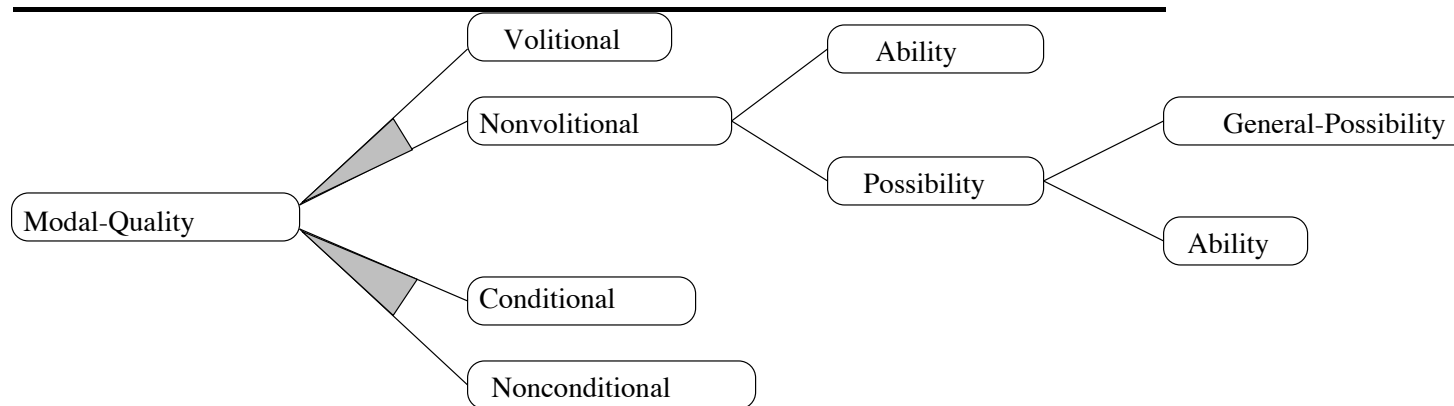 Volitional
Ability
Nonvolitional
General-Possibility
Possibility
Modal-Quality
Ability
Conditional
Nonconditional